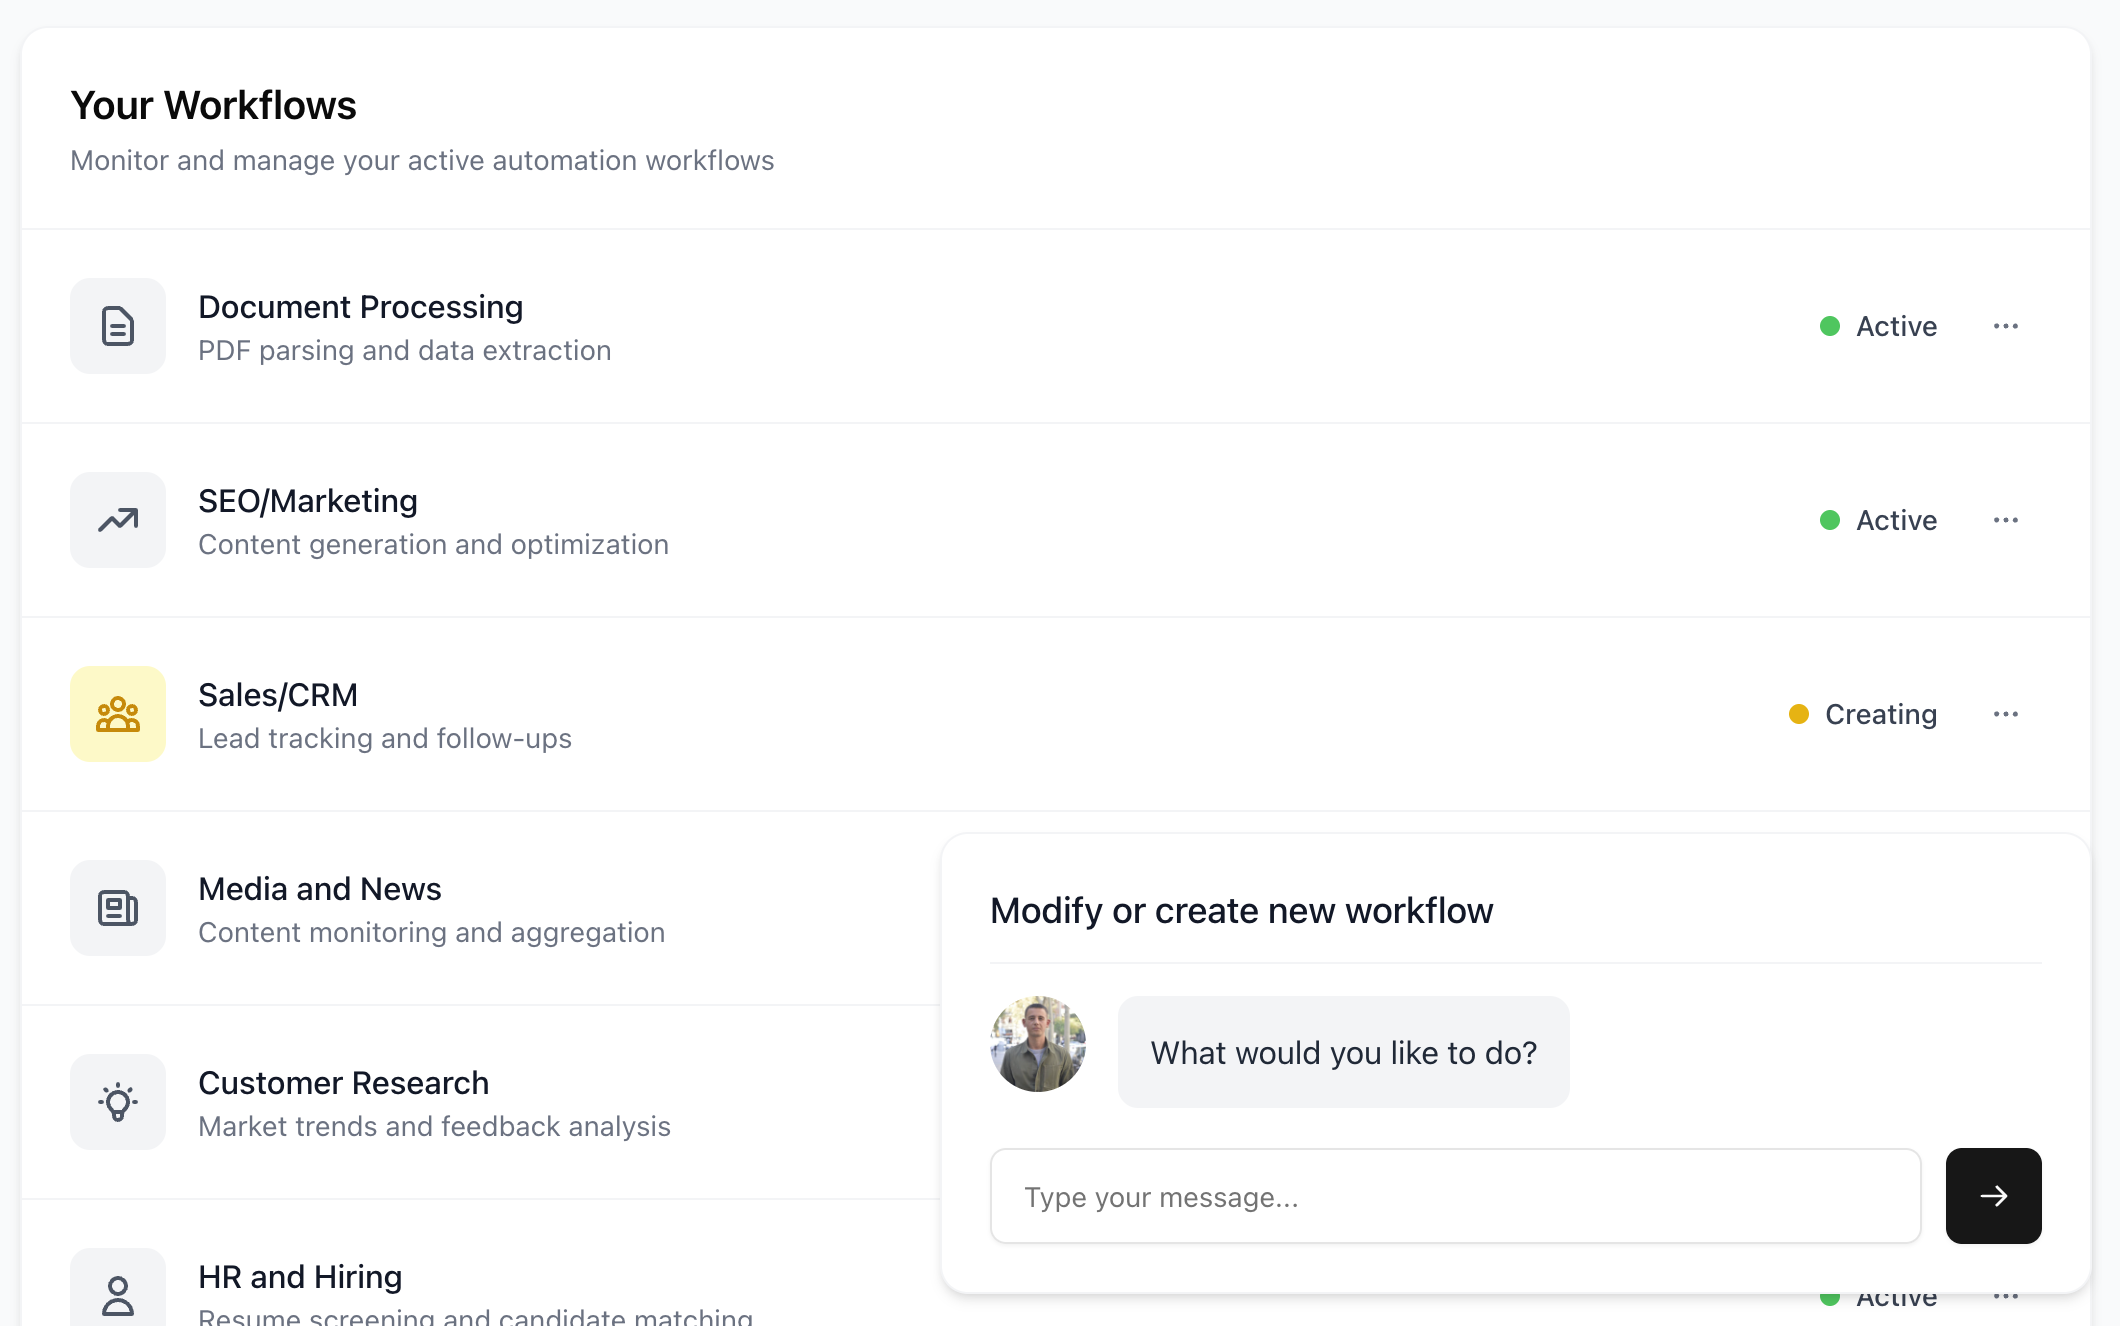 Your Workflows
Monitor and manage your active automation workflows
Document Processing
PDF parsing and data extraction
Active
SEO/Marketing
Content generation and optimization
Active
Sales/CRM
Lead tracking and follow-ups
Creating
Media and News
Content monitoring and aggregation
Customer Research
Market trends and feedback analysis
HR and Hiring
Resume screening and candidate matching
Active
Modify or create new workflow
What would you like to do?
Type your message...